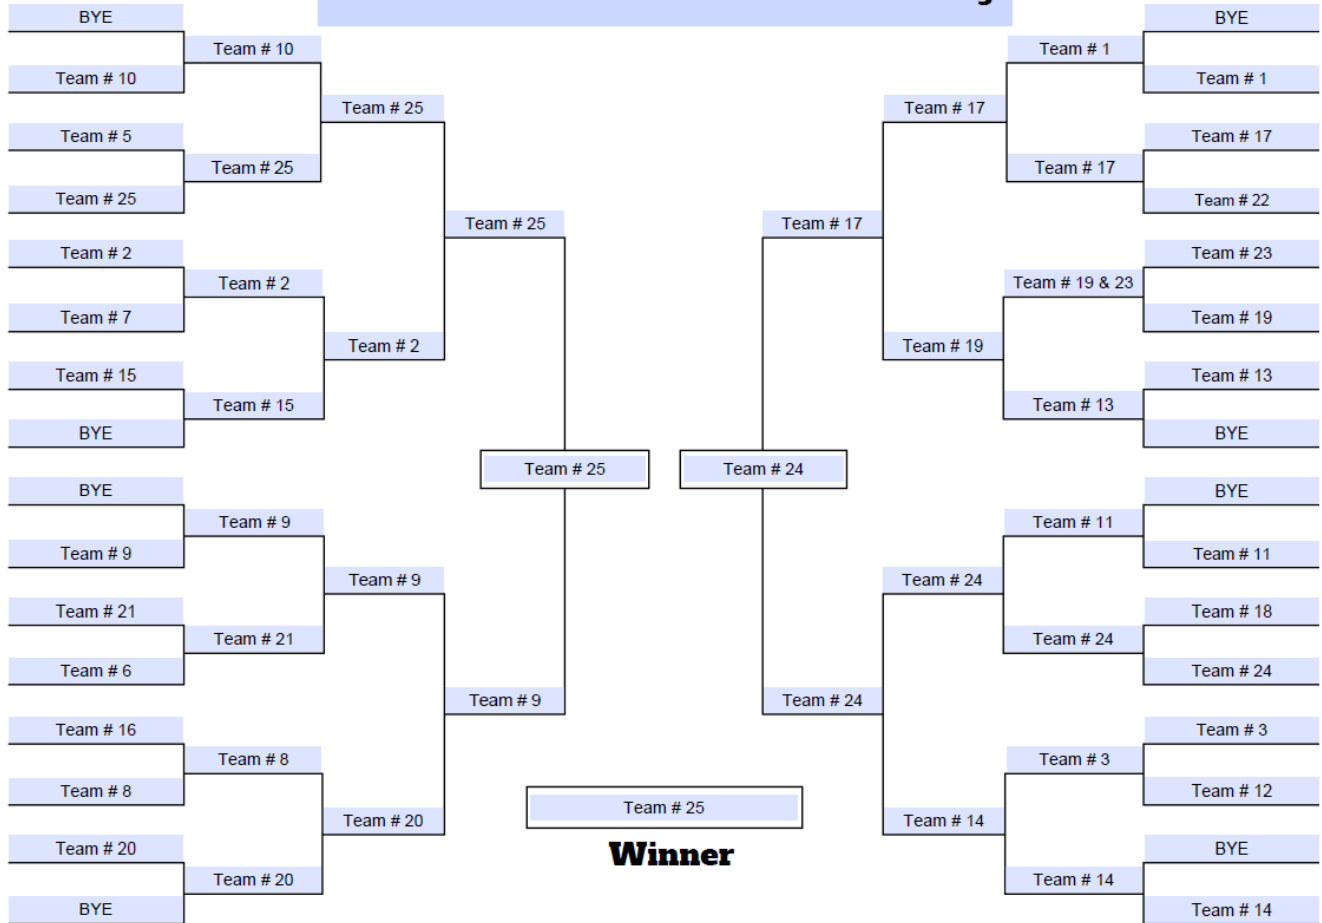 BYE
Team # 10
Team # 5
Team # 25
Team # 2
Team # 7
Team # 15
BYE
BYE
Team # 9
Team # 21
Team # 6
Team # 16
Team # 8
Team # 20
BYE
Team # 10
Team # 25
Team # 2
Team # 15
Team # 9
Team # 21
Team # 8
Team # 20
Team # 25
Team # 2
Team # 9
Team # 20
Team # 25
Team # 9
Team # 25
Team # 24
Team # 25
Winner
Team # 17
Team # 24
Team # 17
Team # 19
Team # 24
Team # 14
Team # 1
Team # 17
Team # 19 & 23
Team # 13
Team # 11
Team # 24
Team # 3
Team # 14
BYE
Team # 1
Team # 17
Team # 22
Team # 23
Team # 19
Team # 13
BYE
BYE
Team # 11
Team # 18
Team # 24
Team # 3
Team # 12
BYE
Team # 14